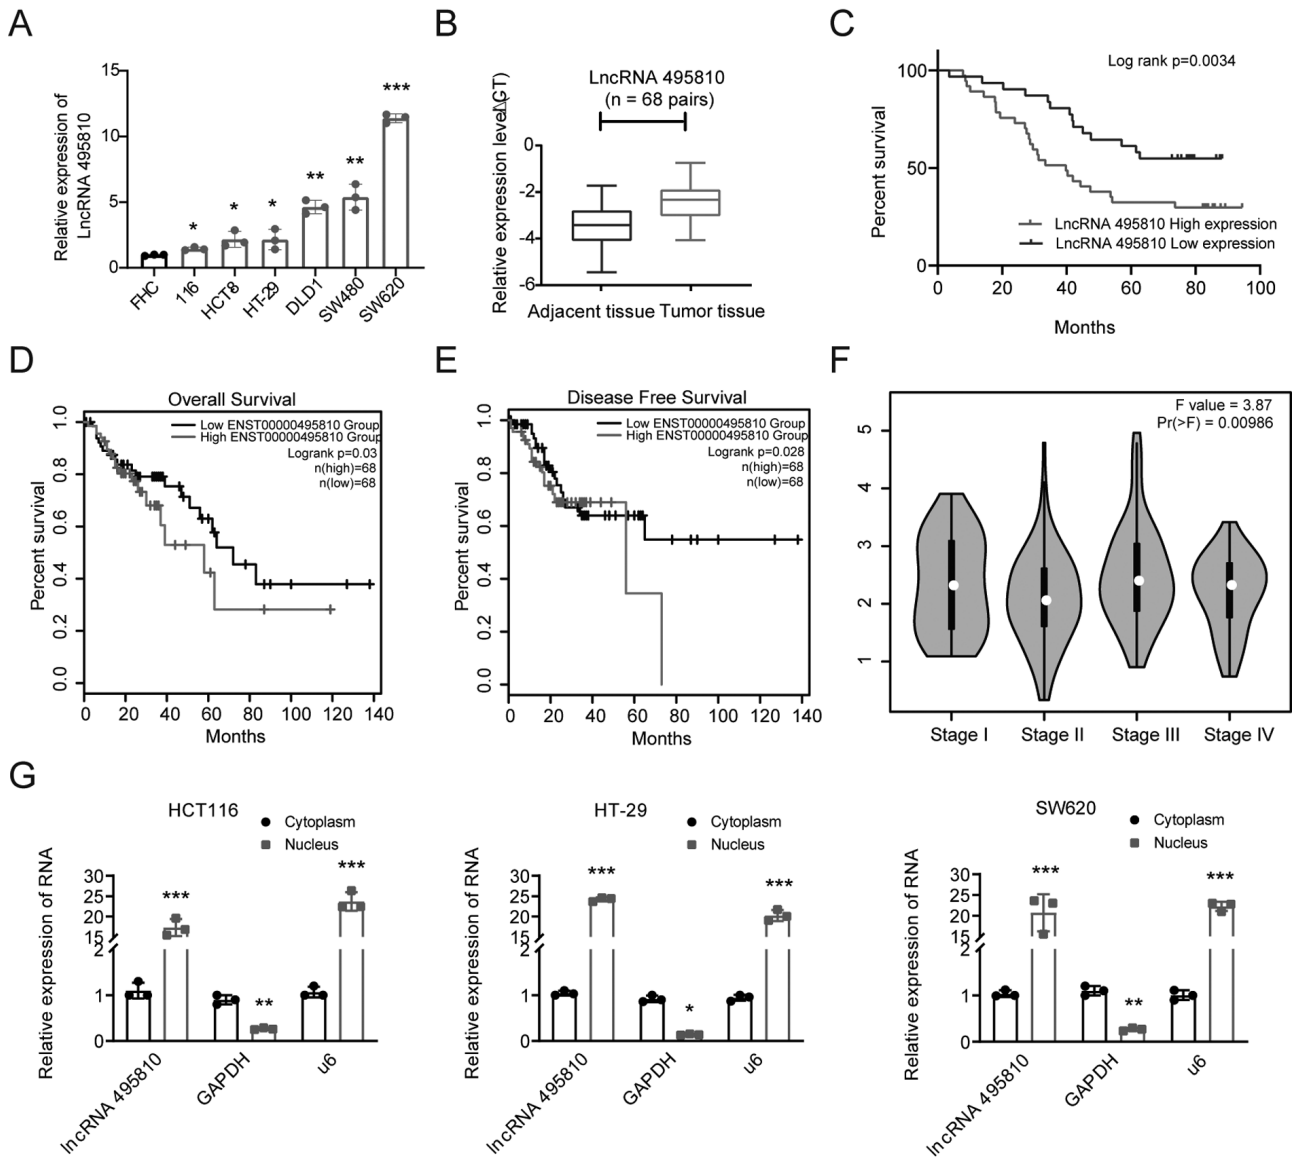 A
Relative expression of
LncRNA 495810
15
10
5
0
*
*
*
**
**
***
FHC
116
HCT8
HT-29
DLD1
SW480
SW620
B
LncRNA 495810
(n = 68 pairs)
Relative expression level
0
-2
-4
-6
Adjacent tissue Tumor tissue
C
Log rank p=0.0034
Percent survival
100
50
0
LncRNA 495810 High expression
LncRNA 495810 Low expression
0 20 40 60 80 100
Months
D
Overall Survival
Low ENST00000495810 Group
High ENST00000495810 Group
Logrank p=0.03
n(high)=68
n(low)=68
Percent survival
1.0
0.8
0.6
0.4
0.2
0.0
0 20 40 60 80 100 120 140
Months
E
Disease Free Survival
Low ENST00000495810 Group
High ENST00000495810 Group
Logrank p=0.028
n(high)=68
n(low)=68
Percent survival
1.0
0.8
0.6
0.4
0.2
0.0
0 20 40 60 80 100 120 140
Months
F
F value = 3.87
Pr(>F) = 0.00986
5
4
3
2
1
Stage I Stage II Stage III Stage IV
G
HCT116
Cytoplasm
Nucleus
Relative expression of RNA
30
25
20
15
2
1
0
***
**
***
lncRNA 495810
GAPDH
u6
HT-29
Cytoplasm
Nucleus
Relative expression of RNA
30
25
20
15
2
1
0
***
*
***
lncRNA 495810
GAPDH
u6
SW620
Cytoplasm
Nucleus
Relative expression of RNA
30
25
20
15
2
1
0
***
**
***
lncRNA 495810
GAPDH
u6